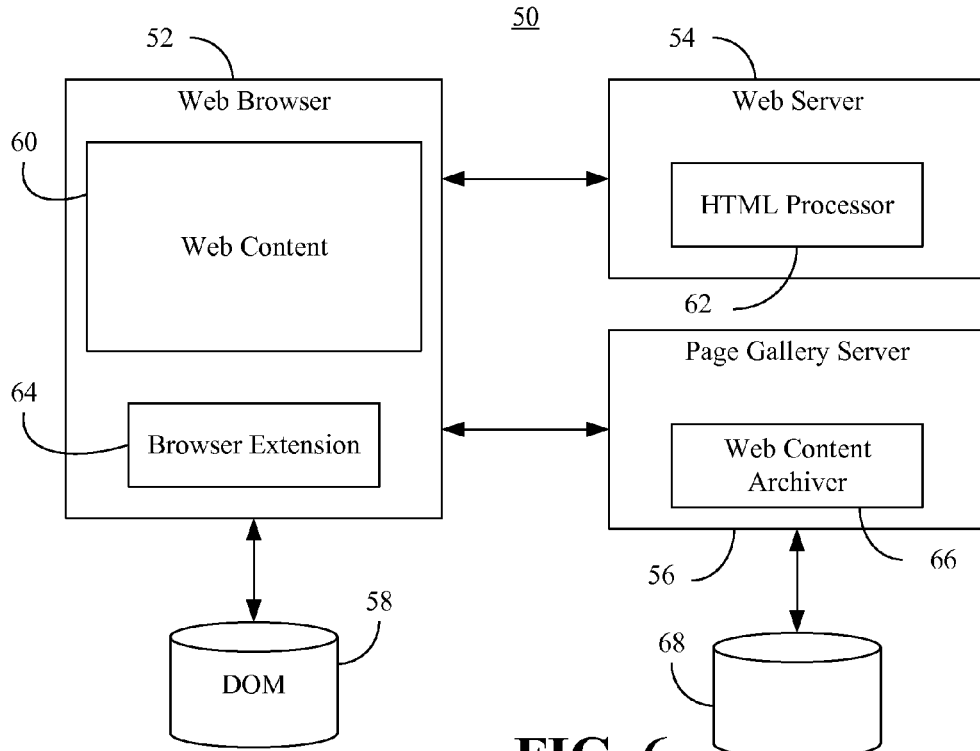 50
52
54
Web Browser
Web Server
60
Web Content
HTML Processor
62
Page Gallery Server
64
Browser Extension
Web Content
Archiver
56
66
58
DOM
68
FIG. 6